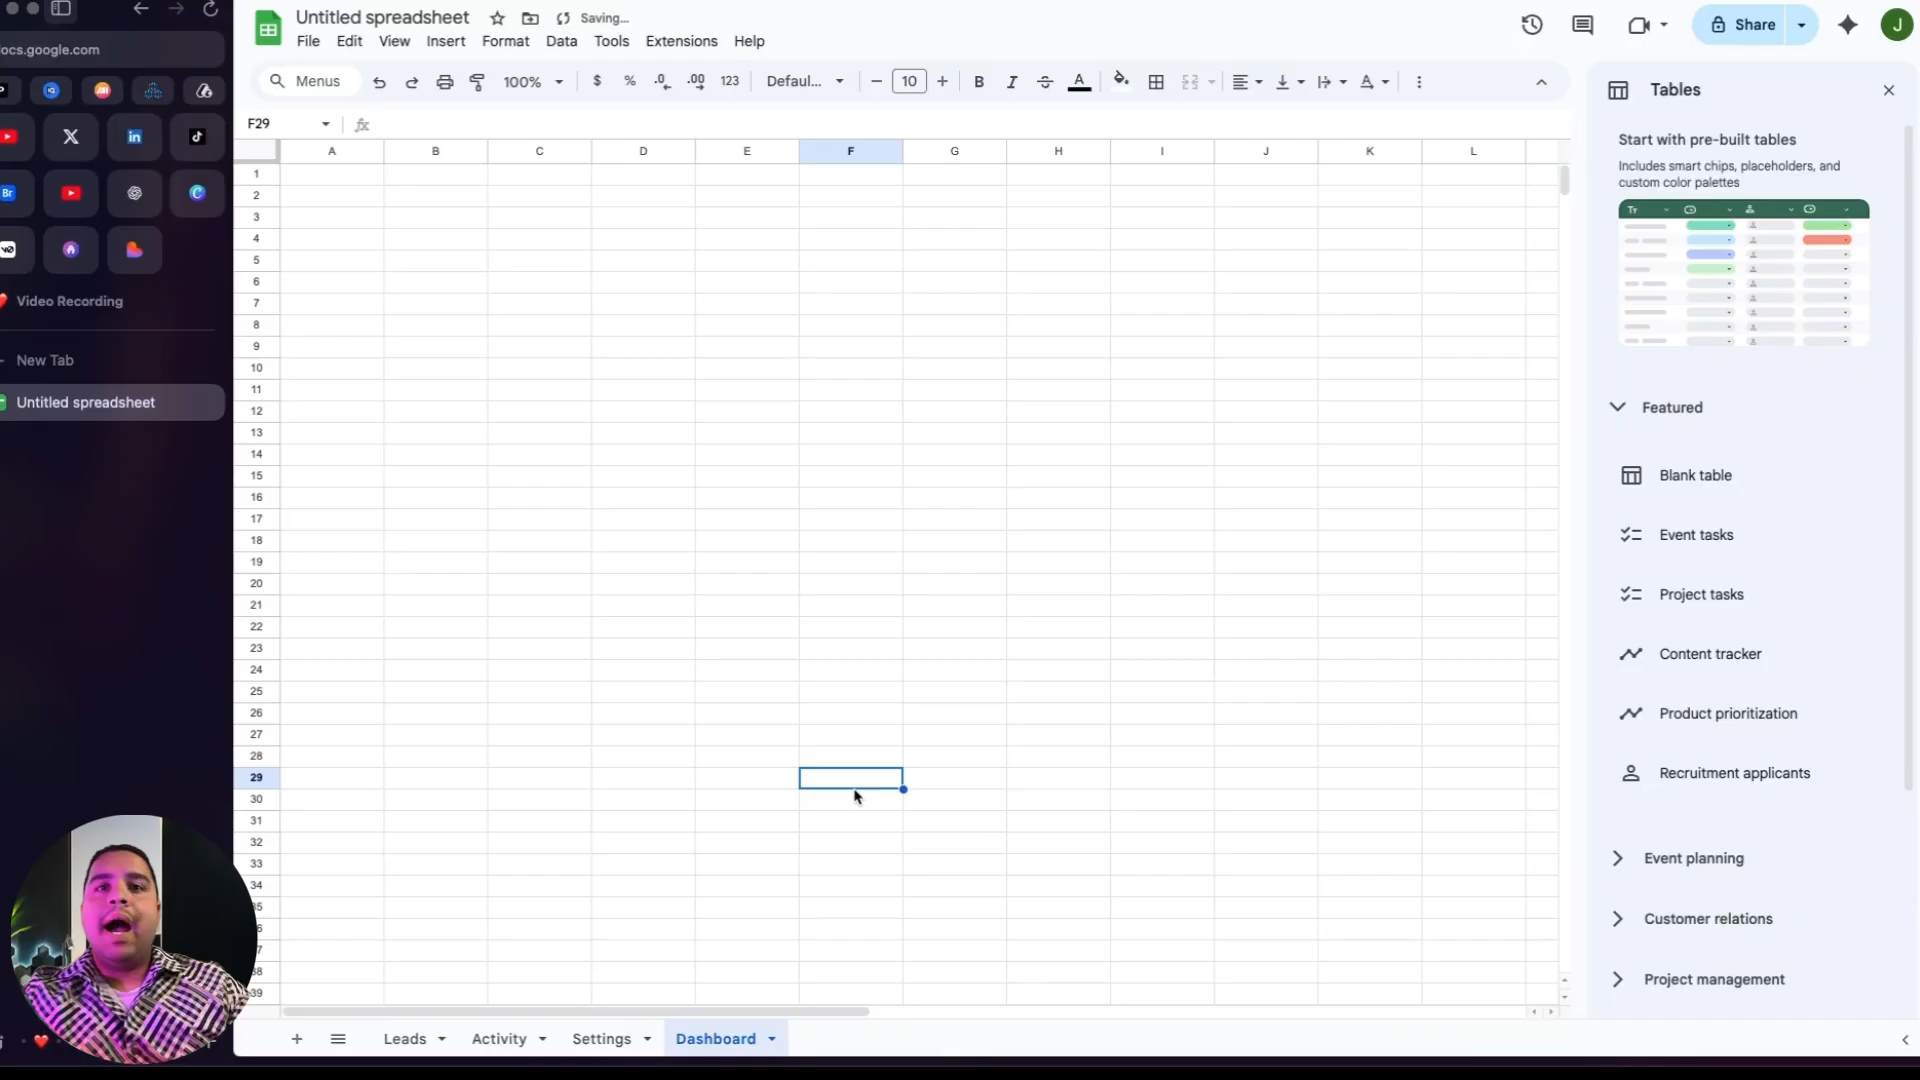 ocs.google.com
Video Recording
New Tab
Untitled spreadsheet
Untitled spreadsheet
Saving...
File Edit View Insert Format Data Tools Extensions Help
Share
J
Menus
100%
$ % .0 .00 123
Defaul...
10
B I A
F29
fx
A B C D E F G H I J K L
1
2
3
4
5
6
7
8
9
10
11
12
13
14
15
16
17
18
19
20
21
22
23
24
25
26
27
28
29
30
31
32
33
34
35
6
7
38
39
Leads
Activity
Settings
Dashboard
Tables
Start with pre-built tables
Includes smart chips, placeholders, and
custom color palettes
Featured
Blank table
Event tasks
Project tasks
Content tracker
Product prioritization
Recruitment applicants
Event planning
Customer relations
Project management